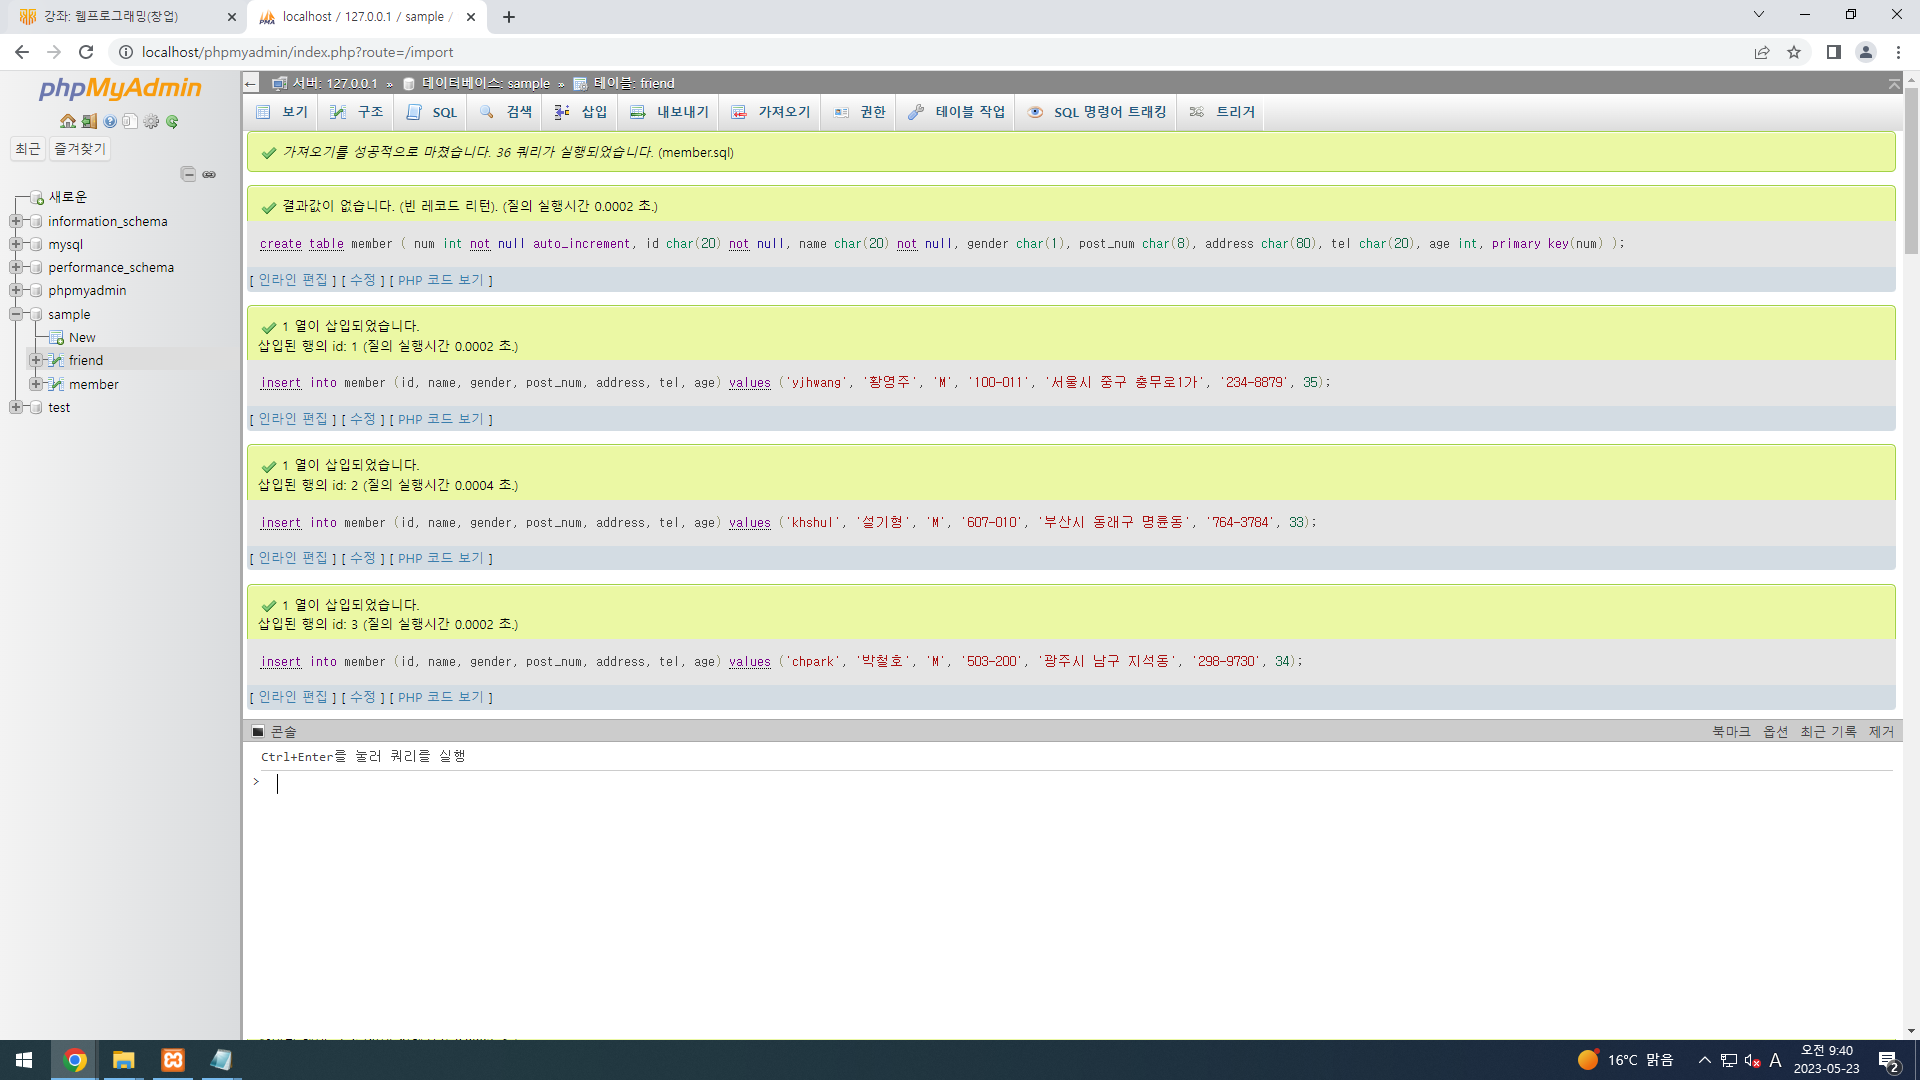 강좌: 웹프로그래밍(창업)
localhost / 127.0.0.1 / sample /
localhost/phpmyadmin/index.php?route=/import
phpMyAdmin
최근 즐겨찾기
새로운
information_schema
mysql
performance_schema
phpmyadmin
sample
New
friend
member
test
서버: 127.0.0.1 » 데이터베이스: sample » 테이블: friend
보기 구조 SQL 검색 삽입 내보내기 가져오기 권한 테이블 작업 SQL 명령어 트래킹 트리거
가져오기를 성공적으로 마쳤습니다. 36 쿼리가 실행되었습니다. (member.sql)
결과값이 없습니다. (빈 레코드 리턴). (질의 실행시간 0.0002 초.)
create table member ( num int not null auto_increment, id char(20) not null, name char(20) not null, gender char(1), post_num char(8), address char(80), tel char(20), age int, primary key(num) );
[ 인라인 편집 ] [ 수정 ] [ PHP 코드 보기 ]
1 열이 삽입되었습니다.
삽입된 행의 id: 1 (질의 실행시간 0.0002 초.)
insert into member (id, name, gender, post_num, address, tel, age) values ('yjhwang', '황영주', 'M', '100-011', '서울시 중구 충무로1가', '234-8879', 35);
[ 인라인 편집 ] [ 수정 ] [ PHP 코드 보기 ]
1 열이 삽입되었습니다.
삽입된 행의 id: 2 (질의 실행시간 0.0004 초.)
insert into member (id, name, gender, post_num, address, tel, age) values ('khshul', '설기형', 'M', '607-010', '부산시 동래구 명륜동', '764-3784', 33);
[ 인라인 편집 ] [ 수정 ] [ PHP 코드 보기 ]
1 열이 삽입되었습니다.
삽입된 행의 id: 3 (질의 실행시간 0.0002 초.)
insert into member (id, name, gender, post_num, address, tel, age) values ('chpark', '박철호', 'M', '503-200', '광주시 남구 지석동', '298-9730', 34);
[ 인라인 편집 ] [ 수정 ] [ PHP 코드 보기 ]
콘솔 북마크 옵션 최근 기록 제거
Ctrl+Enter를 눌러 쿼리를 실행
>
16°C 맑음 A 오전 9:40
2023-05-23
2